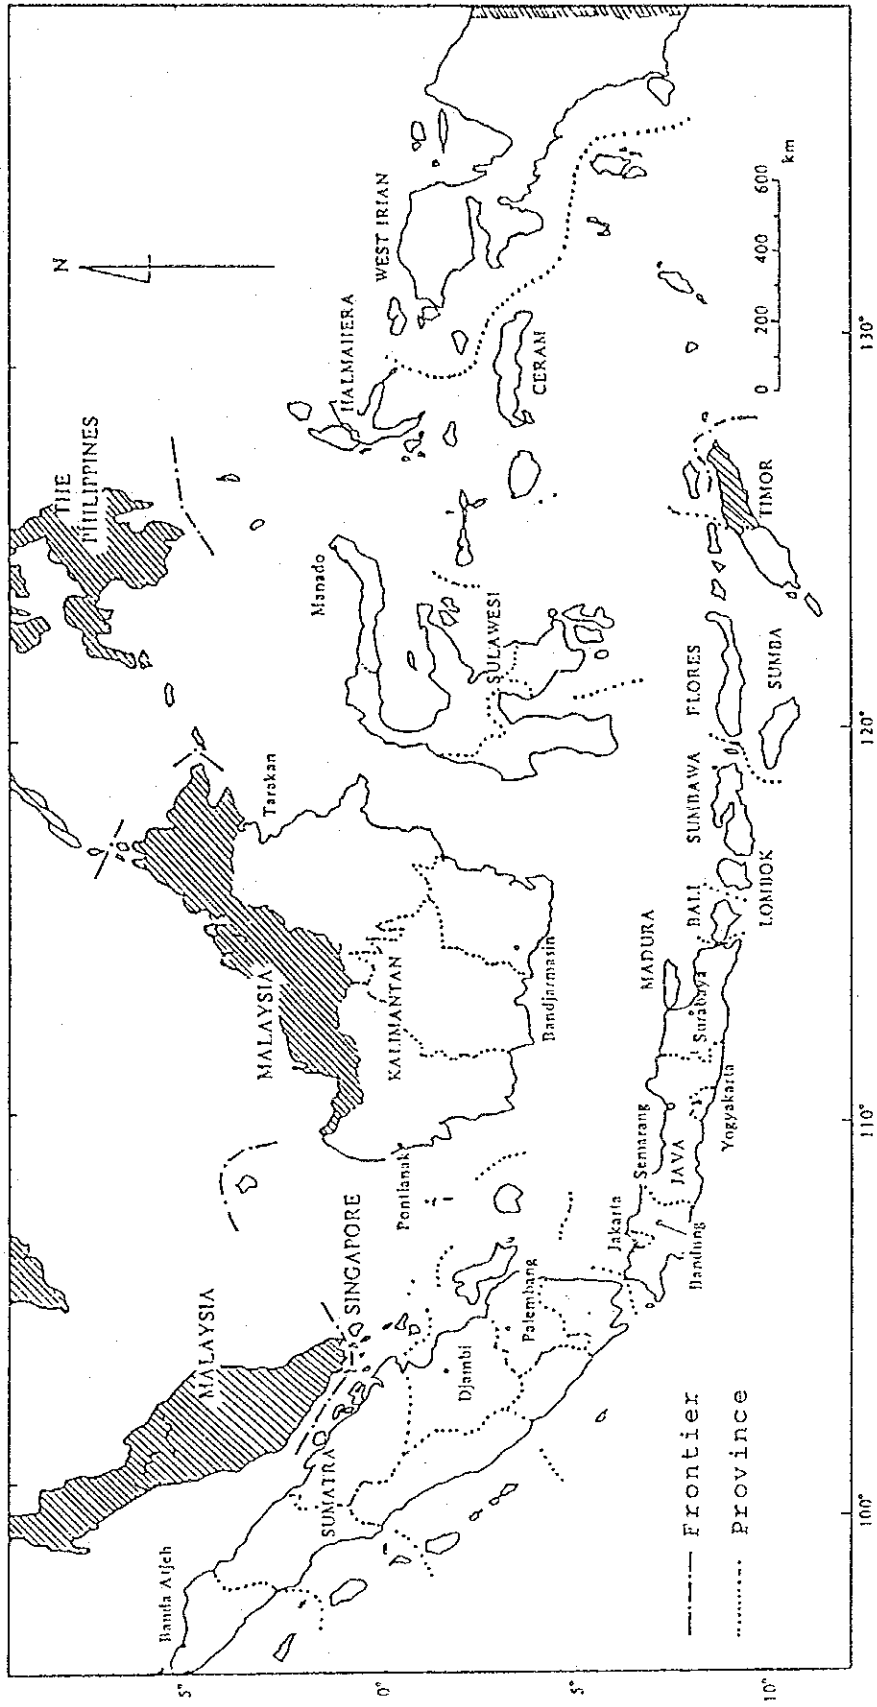 N
THE
PHILIPPINES
MALAYSIA
MALAYSIA
SINGAPORE
Banda Atjeh
SUMATRA
Djambi
Palembang
Pontianak
KALIMANTAN
Bandjarmasin
Tarakan
Manado
SULAWESI
HALMAHERA
WEST IRIAN
CERAM
Jakarta
Bandung
Semarang
JAVA
Yogyakarta
Surabaya
MADURA
BALI
LOMBOK
SUMBAWA
FLORES
SUMBA
TIMOR
Frontier
Province
0 200 400 600
km
5°
0°
5°
10°
100°
110°
120°
130°